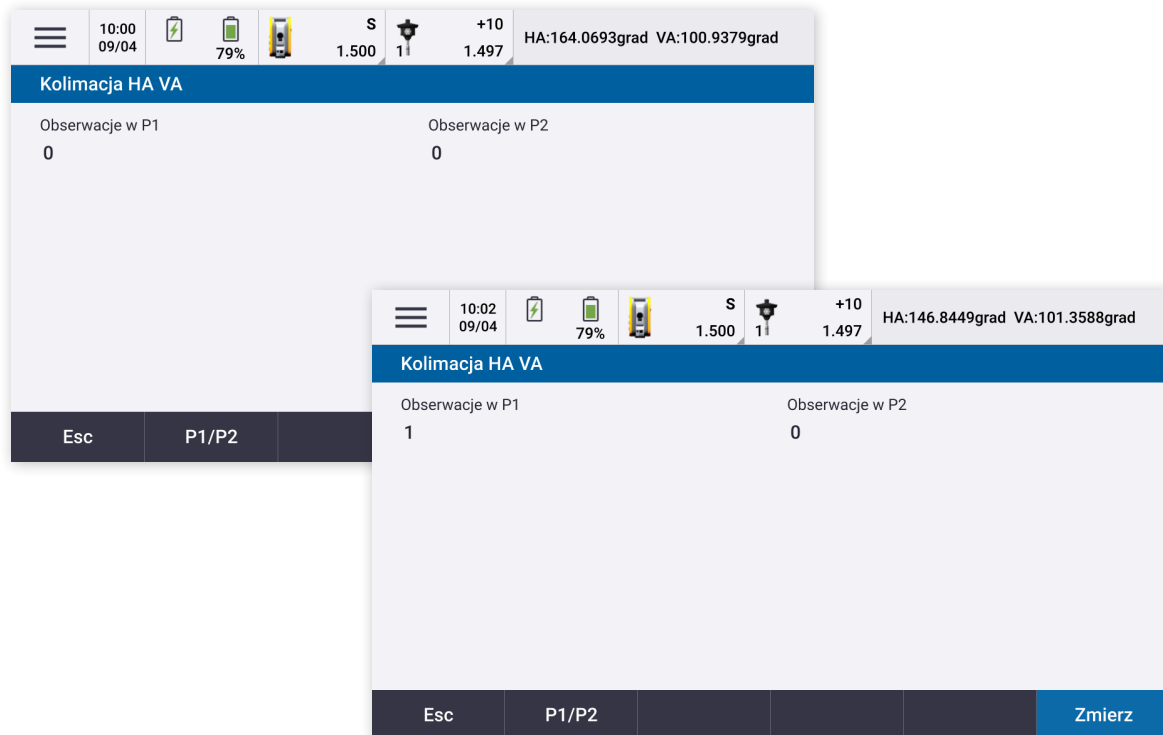 10:00
09/04
79%
S
1.500
1
+10
1.497
HA:164.0693grad VA:100.9379grad
Kolimacja HA VA
Obserwacje w P1
Obserwacje w P2
0
0
Esc
P1/P2
10:02
09/04
79%
S
1.500
1
+10
1.497
HA:146.8449grad VA:101.3588grad
Kolimacja HA VA
Obserwacje w P1
Obserwacje w P2
1
0
Esc
P1/P2
Zmierz